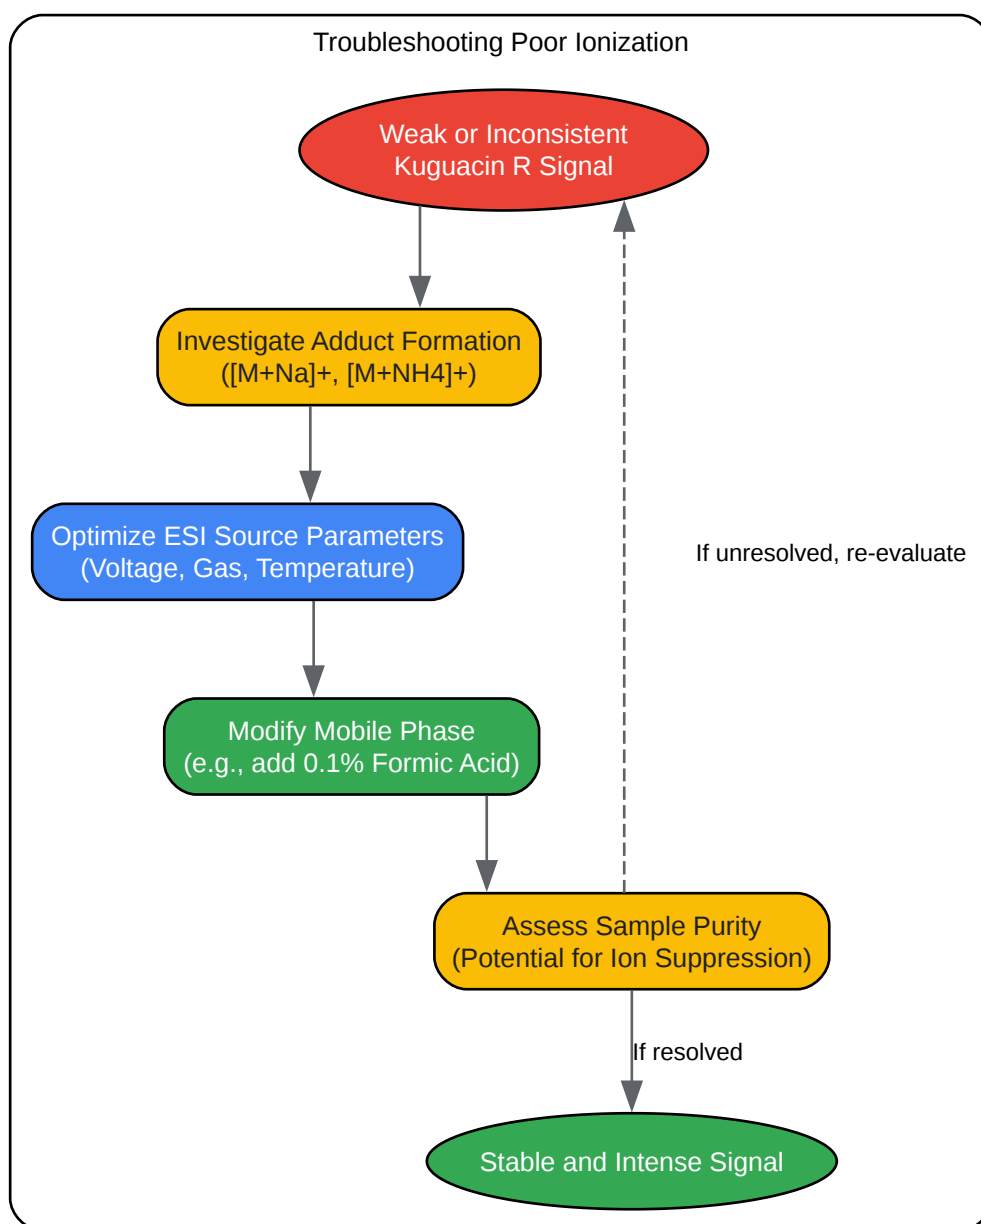 Troubleshooting Poor Ionization
Weak or Inconsistent
Kuguacin R Signal
Investigate Adduct Formation
([M+Na]+, [M+NH4]+)
Optimize ESI Source Parameters
(Voltage, Gas, Temperature)
If unresolved, re-evaluate
Modify Mobile Phase
(e.g., add 0.1% Formic Acid)
Assess Sample Purity
(Potential for Ion Suppression)
If resolved
Stable and Intense Signal